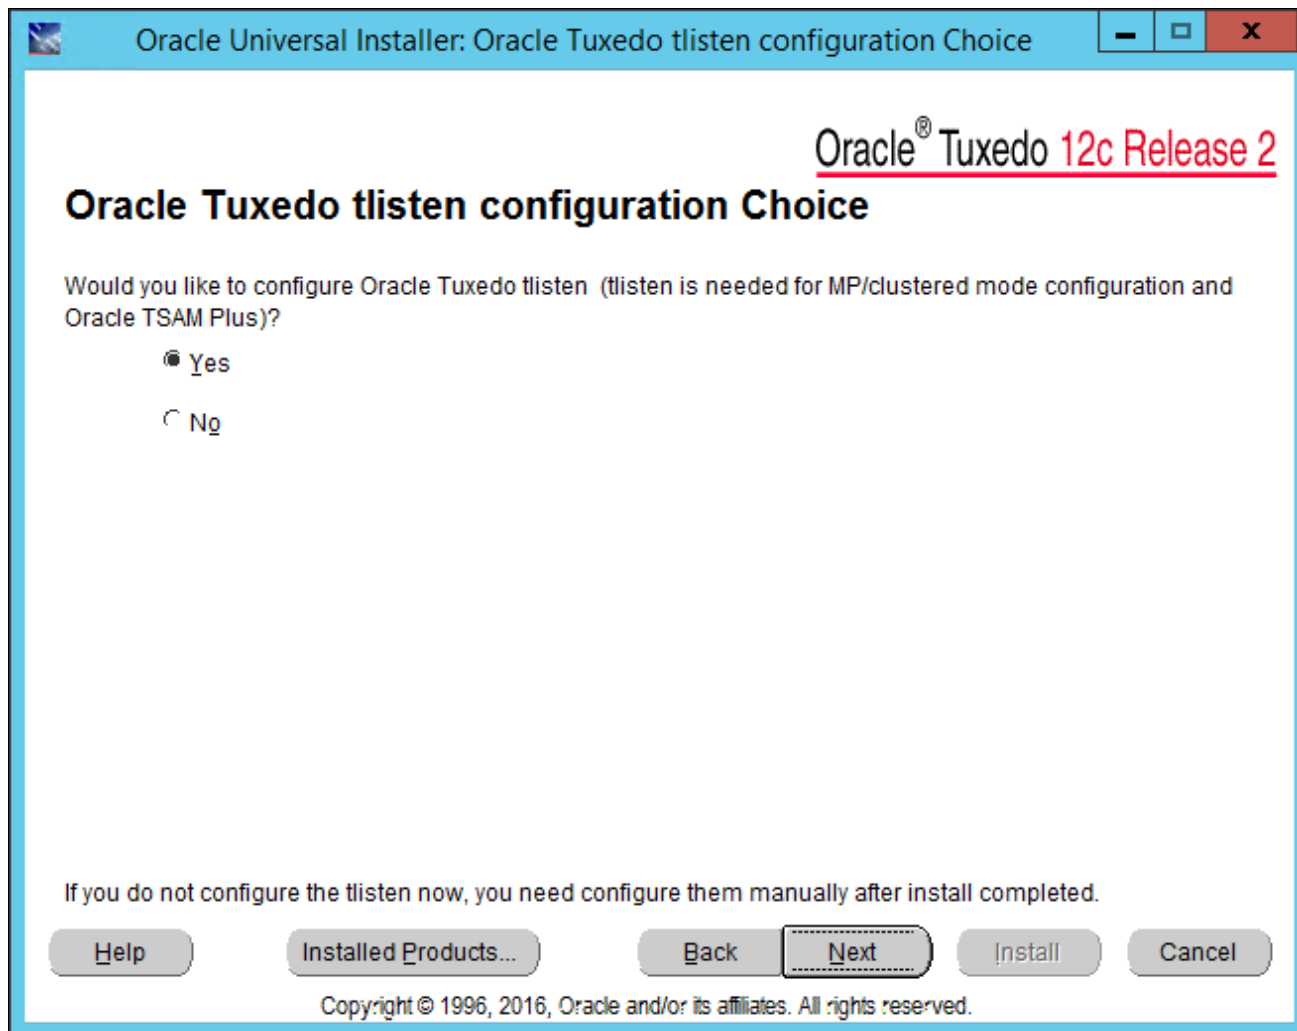 Oracle Universal Installer: Oracle Tuxedo tlisten configuration Choice
Oracle® Tuxedo 12c Release 2
Oracle Tuxedo tlisten configuration Choice
Would you like to configure Oracle Tuxedo tlisten (tlisten is needed for MP/clustered mode configuration and
Oracle TSAM Plus)?
Yes
No
If you do not configure the tlisten now, you need configure them manually after install completed.
Help Installed Products... Back Next Install Cancel
Copyright © 1996, 2016, Oracle and/or its affiliates. All rights reserved.